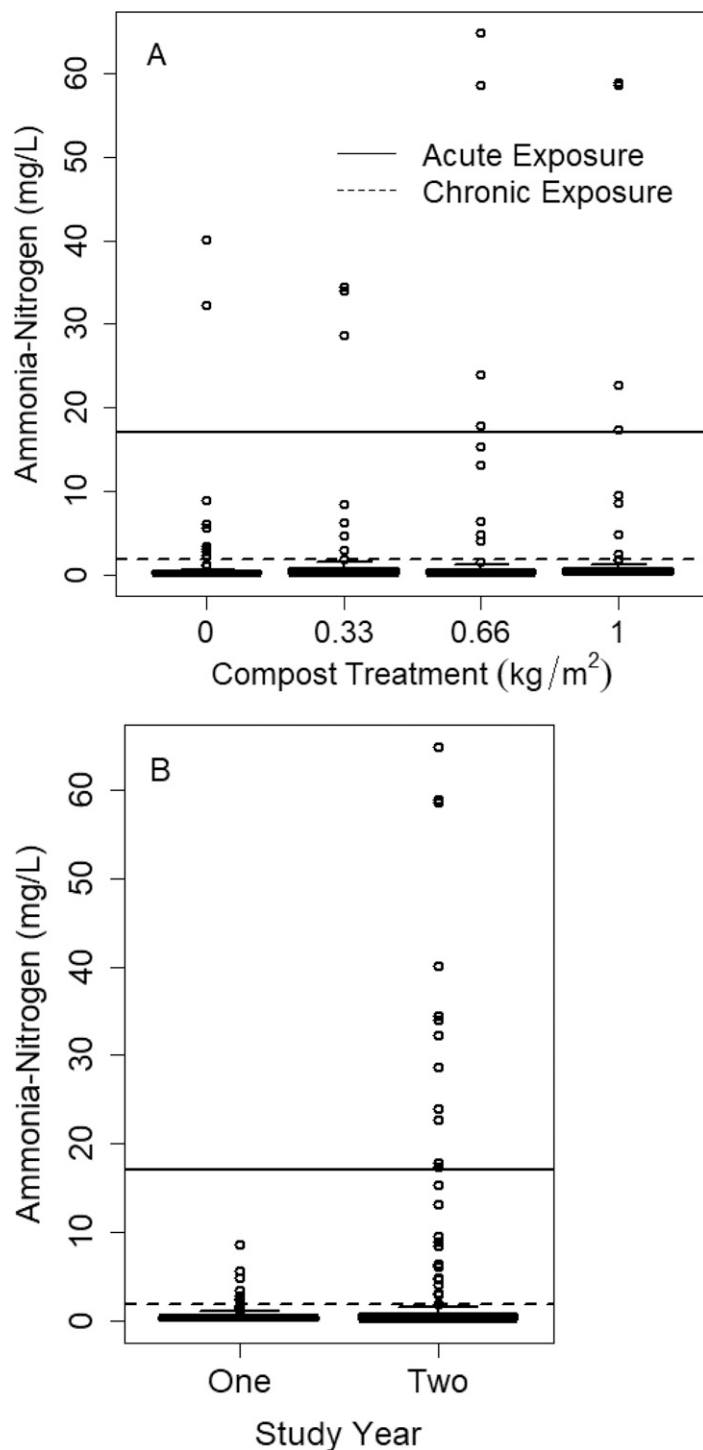 A
Ammonia-Nitrogen (mg/L)
60
50
40
30
20
10
0
Acute Exposure
Chronic Exposure
0 0.33 0.66 1
Compost Treatment (kg/m²)
B
Ammonia-Nitrogen (mg/L)
60
50
40
30
20
10
0
One Two
Study Year